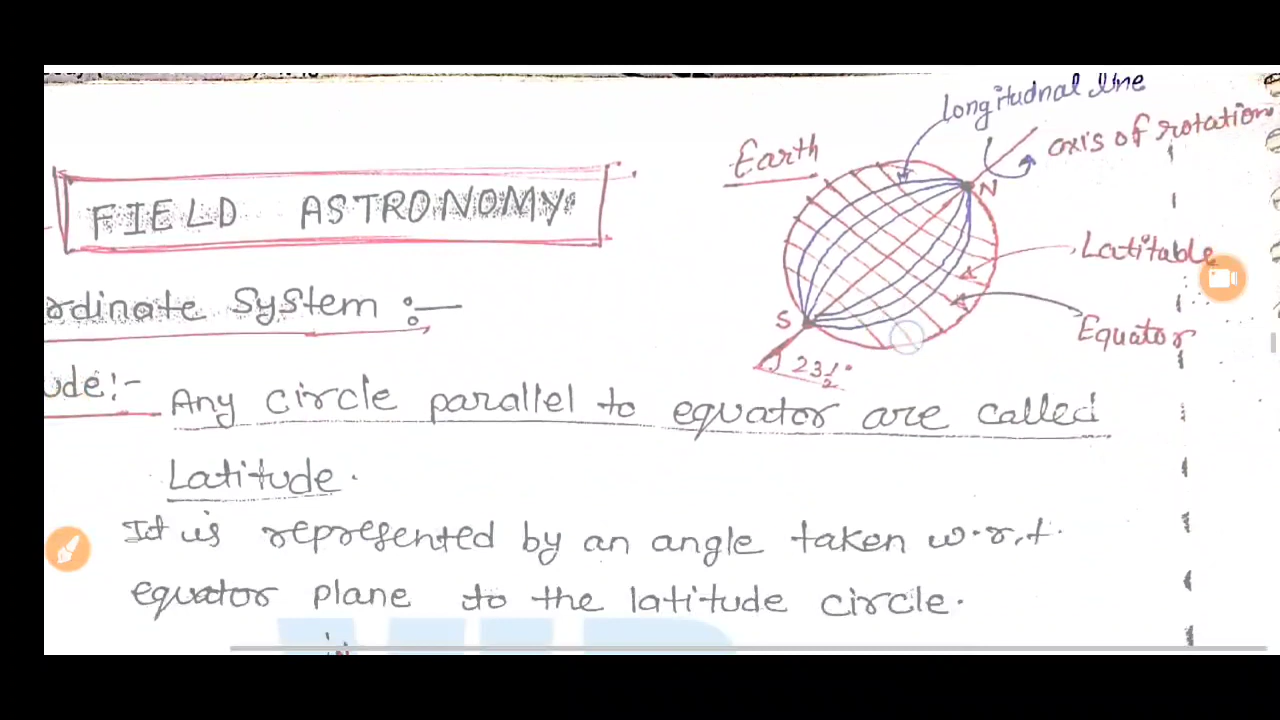 longitudnal line
axis of rotation
Earth
N
FIELD ASTRONOMY
Latitable
rdinate System :-
S
Equator
23½°
ude:- Any circle parallel to equator are called
Latitude.
It is represented by an angle taken w.r.t.
equator plane to the latitude circle.
N